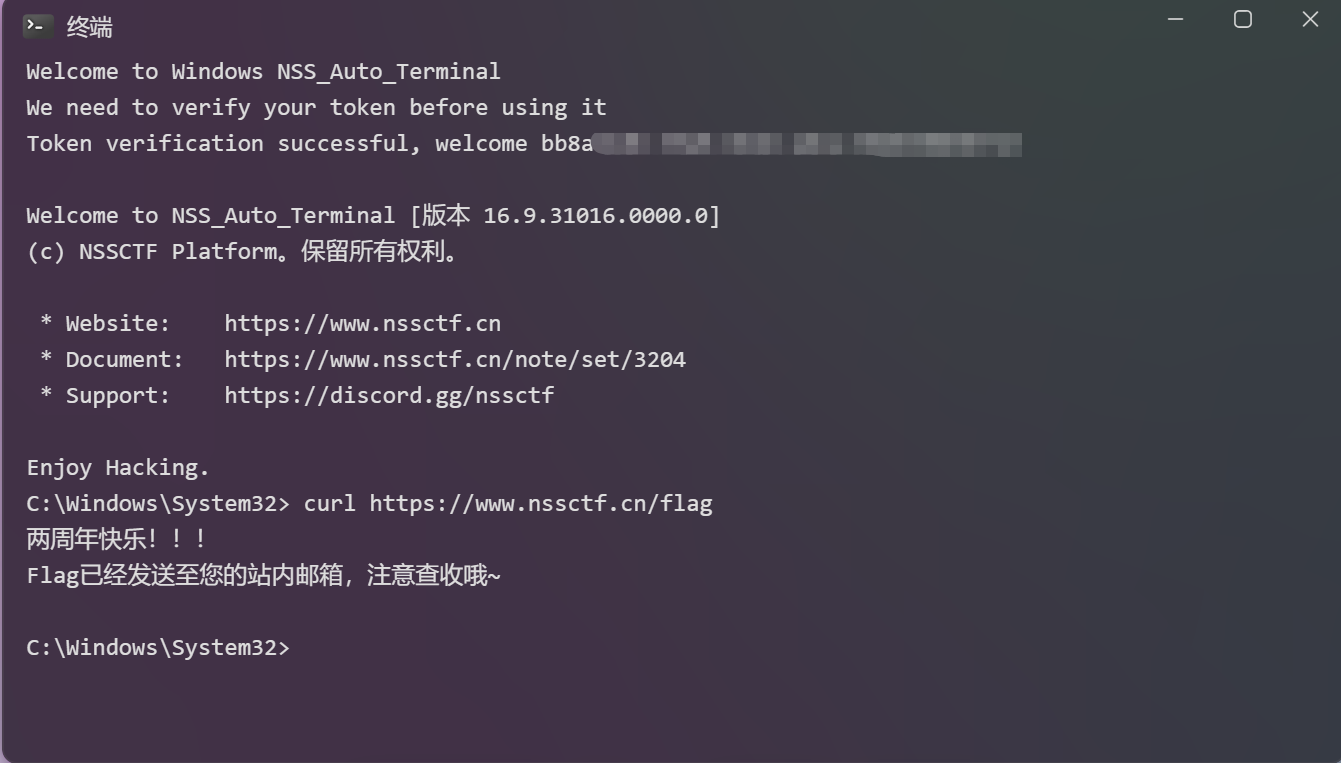 终端
Welcome to Windows NSS_Auto_Terminal
We need to verify your token before using it
Token verification successful, welcome bb8a
Welcome to NSS_Auto_Terminal [版本 16.9.31016.0000.0]
(c) NSSCTF Platform。保留所有权利。
* Website: https://www.nssctf.cn
* Document: https://www.nssctf.cn/note/set/3204
* Support: https://discord.gg/nssctf
Enjoy Hacking.
C:\Windows\System32> curl https://www.nssctf.cn/flag
两周年快乐！！！
Flag已经发送至您的站内邮箱，注意查收哦~
C:\Windows\System32>